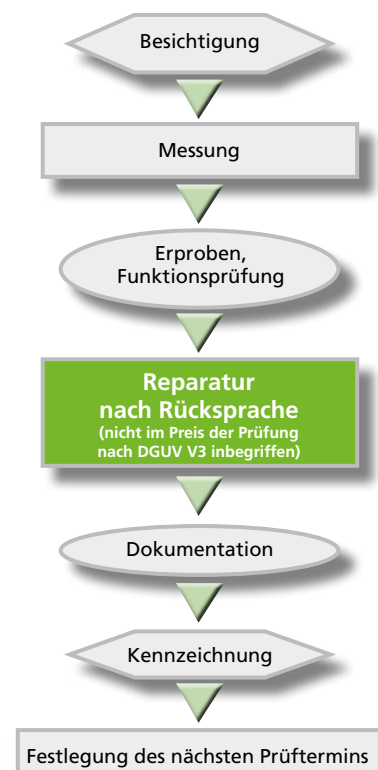 Besichtigung
Messung
Erproben,
Funktionsprüfung
Reparatur
nach Rücksprache
(nicht im Preis der Prüfung
nach DGUV V3 inbegriffen)
Dokumentation
Kennzeichnung
Festlegung des nächsten Prüftermins